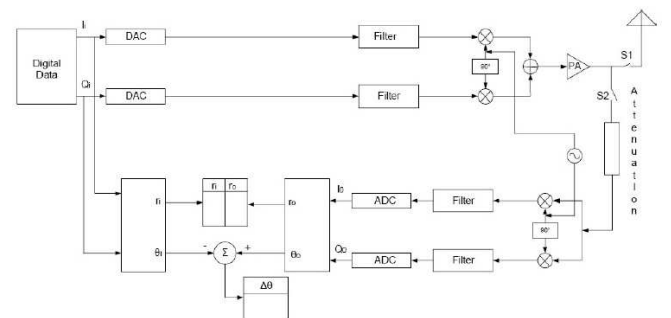 Ii
DAC
Filter
Digital
Data
90°
PA
S1
Qi
DAC
Filter
S2
Attenuation
ri
ri
ro
ro
Io
ADC
Filter
90°
θi
-
Σ
+
θo
Qo
ADC
Filter
Δθ